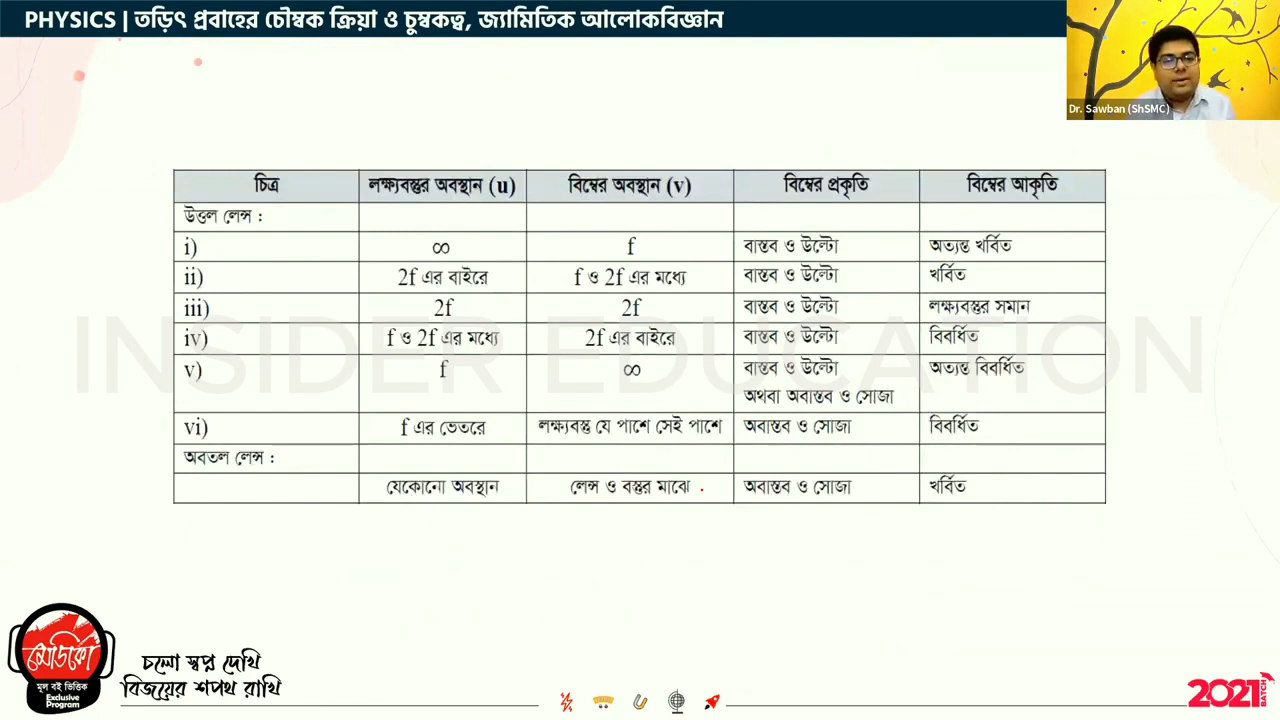 PHYSICS | তড়িৎ প্রবাহের চৌম্বক ক্রিয়া ও চুম্বকত্ব, জ্যামিতিক আলোকবিজ্ঞান
Dr. Sawban (ShSMC)
চিত্র লক্ষ্যবস্তুর অবস্থান (u) বিম্বের অবস্থান (v) বিম্বের প্রকৃতি বিম্বের আকৃতি
উত্তল লেন্স :
i) ∞ f বাস্তব ও উল্টো অত্যন্ত খর্বিত
ii) 2f এর বাইরে f ও 2f এর মধ্যে বাস্তব ও উল্টো খর্বিত
iii) 2f 2f বাস্তব ও উল্টো লক্ষ্যবস্তুর সমান
iv) f ও 2f এর মধ্যে 2f এর বাইরে বাস্তব ও উল্টো বিবর্ধিত
v) f ∞ বাস্তব ও উল্টো অত্যন্ত বিবর্ধিত
অথবা অবাস্তব ও সোজা
vi) f এর ভেতরে লক্ষ্যবস্তু যে পাশে সেই পাশে অবাস্তব ও সোজা বিবর্ধিত
অবতল লেন্স :
যেকোনো অবস্থান লেন্স ও বস্তুর মাঝে অবাস্তব ও সোজা খর্বিত
INSIDER EDUCATION
মেডিকো
মূল বই ভিত্তিক
Exclusive
Program
চলো স্বপ্ন দেখি
বিজয়ের শপথ রাখি
2021 BATCH